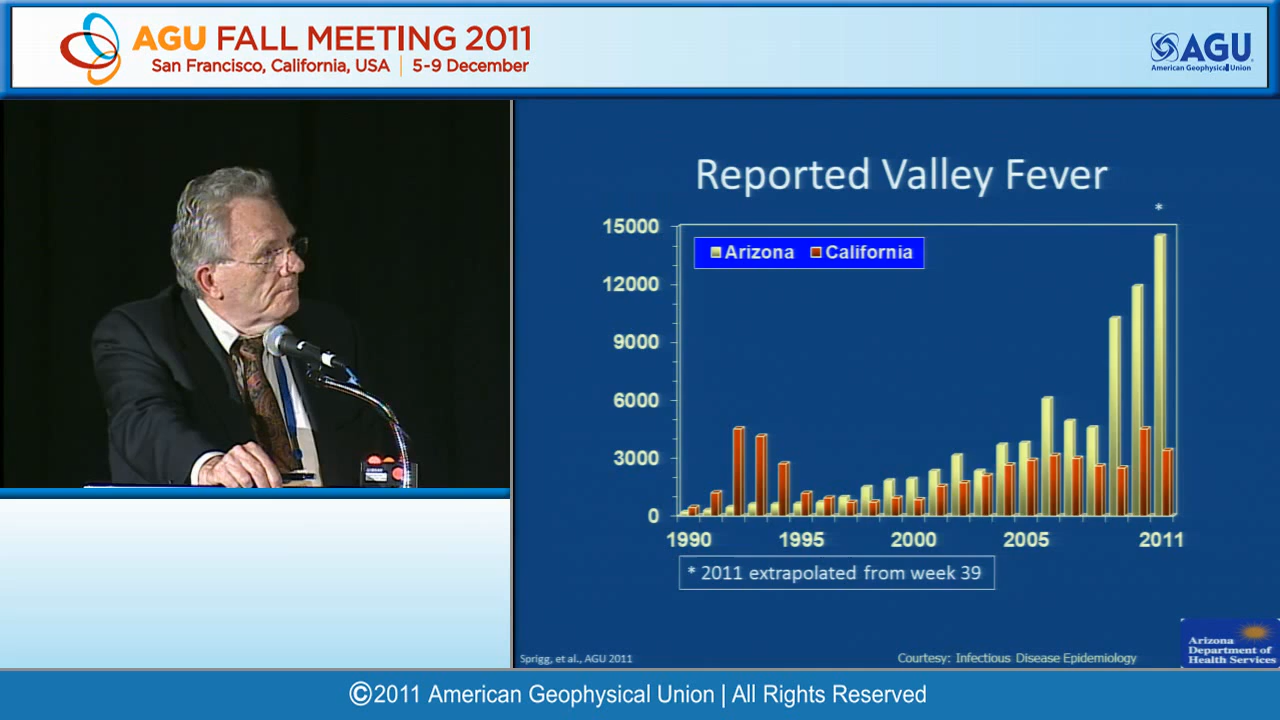 AGU FALL MEETING 2011
San Francisco, California, USA | 5-9 December
AGU
American Geophysical Union
Reported Valley Fever
*
15000
12000
9000
6000
3000
0
Arizona California
1990 1995 2000 2005 2011
* 2011 extrapolated from week 39
Sprigg, et al., AGU 2011
Courtesy: Infectious Disease Epidemiology
Arizona
Department of
Health Services
©2011 American Geophysical Union | All Rights Reserved